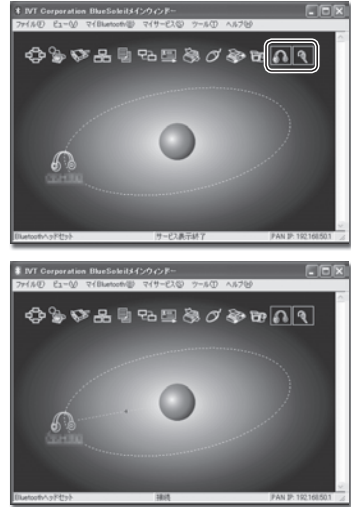 IVT Corporation BlueSoleilメインウィンドー
ファイル(F) ビュー(V) マイBluetooth(B) マイサービス(S) ツール(T) ヘルプ(H)
Bluetoothヘッドセット サービス表示終了 PAN IP: 192.168.50.1
IVT Corporation BlueSoleilメインウィンドー
ファイル(F) ビュー(V) マイBluetooth(B) マイサービス(S) ツール(T) ヘルプ(H)
Bluetoothヘッドセット 接続 PAN IP: 192.168.50.1